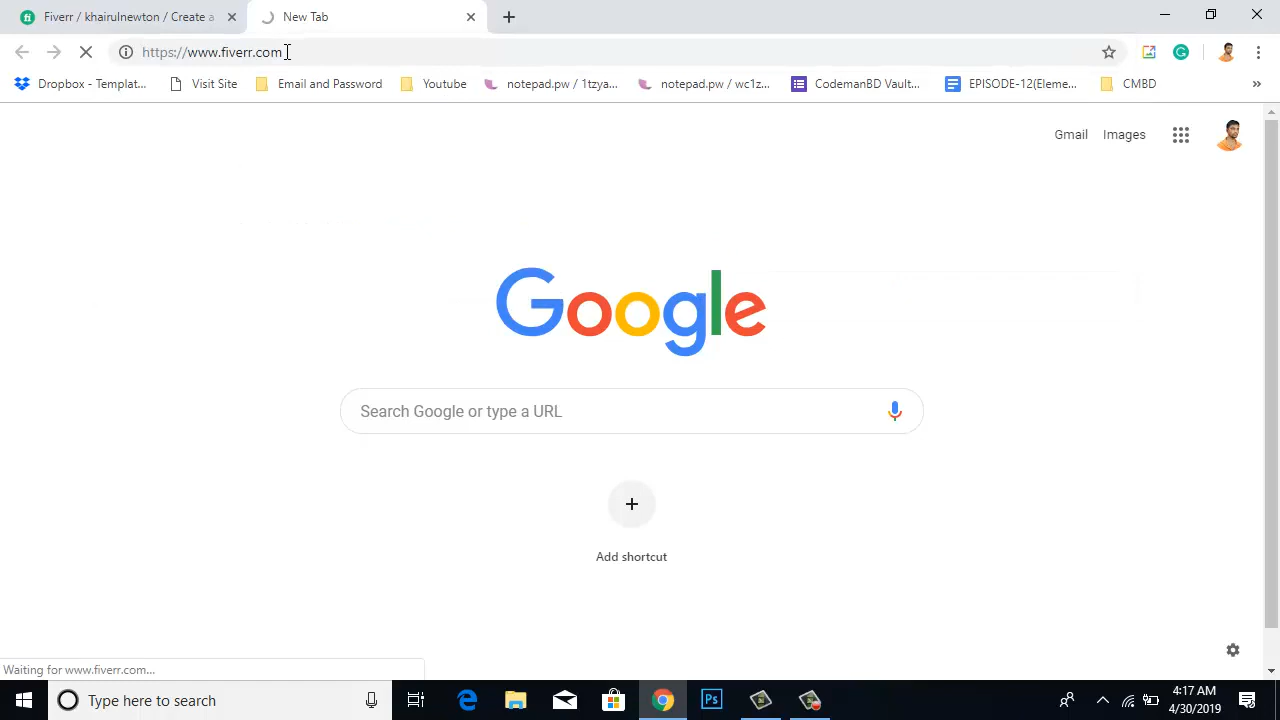 Fiverr / khairulnewton / Create a
New Tab
https://www.fiverr.com
Dropbox - Templat...
Visit Site
Email and Password
Youtube
notepad.pw / 1tzya...
notepad.pw / wc1z...
CodemanBD Vault...
EPISODE-12(Eleme...
CMBD
»
Gmail
Images
Google
Search Google or type a URL
Add shortcut
Waiting for www.fiverr.com...
Type here to search
Ps
4:17 AM
4/30/2019